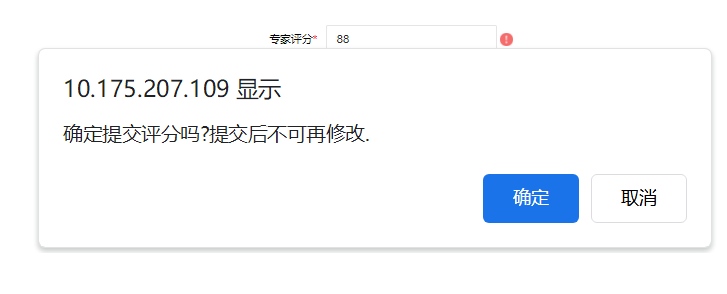 专家评分* 88
10.175.207.109 显示
确定提交评分吗?提交后不可再修改.
确定 取消